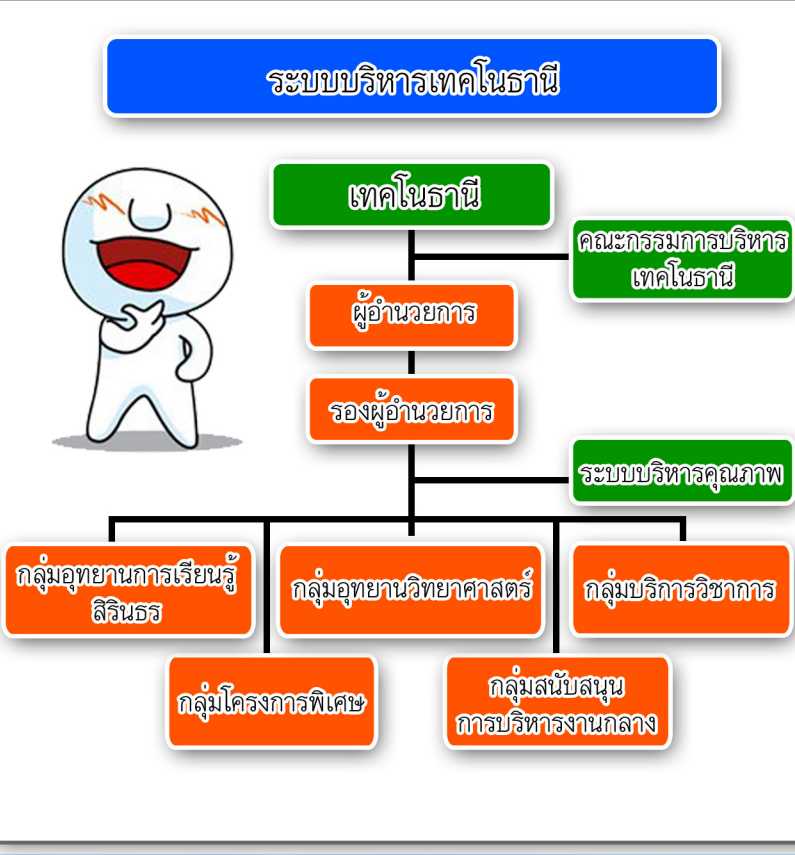 ระบบบริหารเทคโนธานี
เทคโนธานี
คณะกรรมการบริหาร
เทคโนธานี
ผู้อำนวยการ
รองผู้อำนวยการ
ระบบบริหารคุณภาพ
กลุ่มอุทยานการเรียนรู้
สิรินธร
กลุ่มอุทยานวิทยาศาสตร์
กลุ่มบริการวิชาการ
กลุ่มโครงการพิเศษ
กลุ่มสนับสนุน
การบริหารงานกลาง